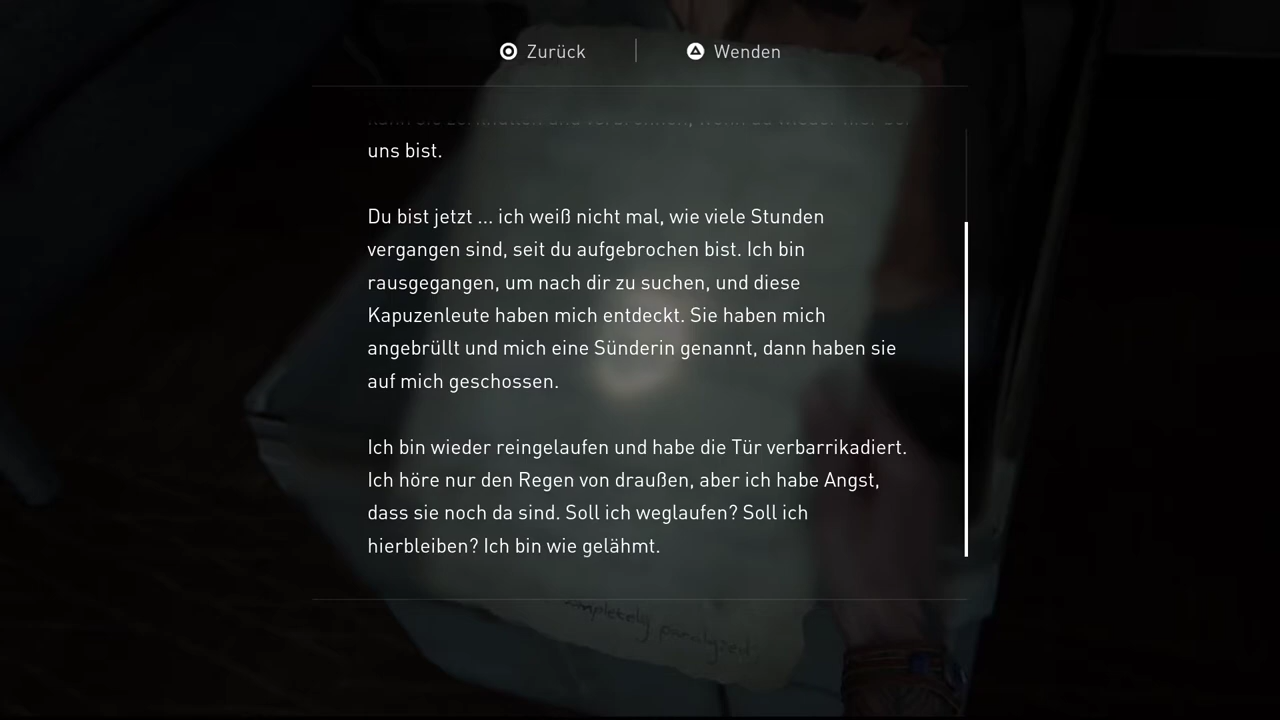 Zurück
Wenden
uns bist.
Du bist jetzt ... ich weiß nicht mal, wie viele Stunden
vergangen sind, seit du aufgebrochen bist. Ich bin
rausgegangen, um nach dir zu suchen, und diese
Kapuzenleute haben mich entdeckt. Sie haben mich
angebrüllt und mich eine Sünderin genannt, dann haben sie
auf mich geschossen.
Ich bin wieder reingelaufen und habe die Tür verbarrikadiert.
Ich höre nur den Regen von draußen, aber ich habe Angst,
dass sie noch da sind. Soll ich weglaufen? Soll ich
hierbleiben? Ich bin wie gelähmt.
completely paralyzed